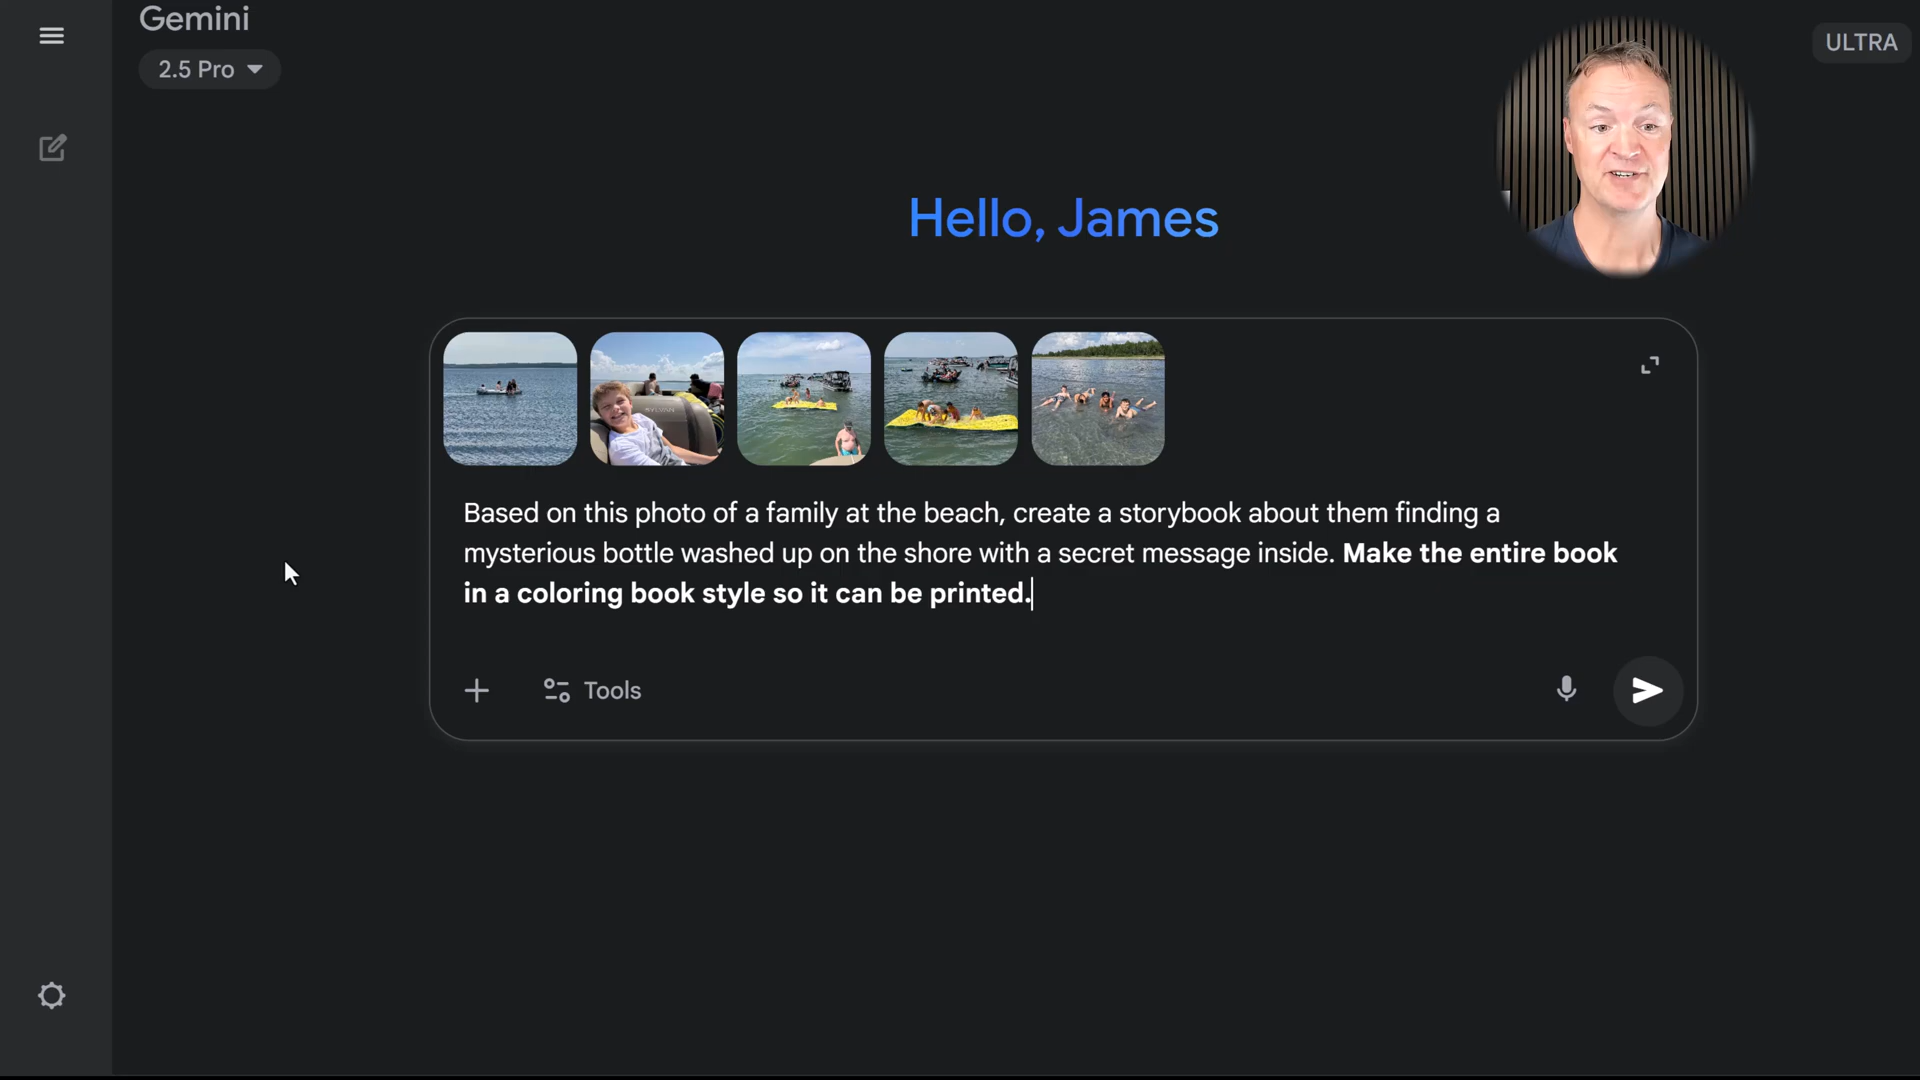 Gemini
2.5 Pro
ULTRA
Hello, James
Based on this photo of a family at the beach, create a storybook about them finding a
mysterious bottle washed up on the shore with a secret message inside. Make the entire book
in a coloring book style so it can be printed.
Tools